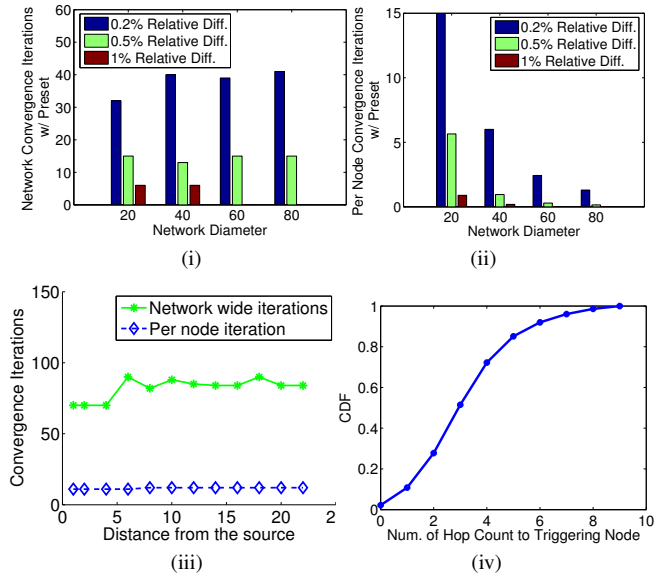 Network Convergence Iterations
w/ Preset
60
50
40
30
20
10
0
0.2% Relative Diff.
0.5% Relative Diff.
1% Relative Diff.
20 40 60 80
Network Diameter
(i)
Per Node Convergence Iterations
w/ Preset
15
10
5
0
0.2% Relative Diff.
0.5% Relative Diff.
1% Relative Diff.
20 40 60 80
Network Diameter
(ii)
Convergence Iterations
150
100
50
0
Network wide iterations
Per node iteration
0 5 10 15 20 2
Distance from the source
(iii)
CDF
1
0.8
0.6
0.4
0.2
0
0 2 4 6 8 10
Num. of Hop Count to Triggering Node
(iv)